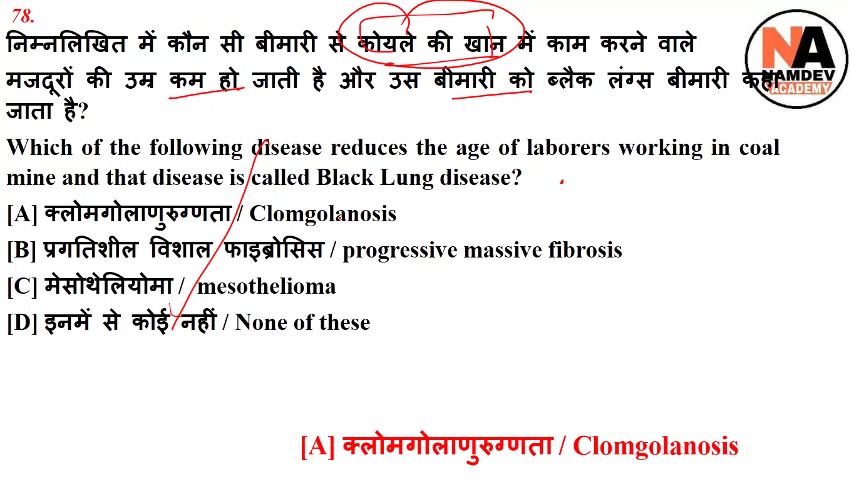 78.
निम्नलिखित में कौन सी बीमारी से कोयले की खान में काम करने वाले
मजदूरों की उम्र कम हो जाती है और उस बीमारी को ब्लैक लंग्स बीमारी कहा
जाता है?
Which of the following disease reduces the age of laborers working in coal
mine and that disease is called Black Lung disease?
[A] क्लोमगोलाणुरुग्णता / Clomgolanosis
[B] प्रगतिशील विशाल फाइब्रोसिस / progressive massive fibrosis
[C] मेसोथेलियोमा / mesothelioma
[D] इनमें से कोई नहीं / None of these
[A] क्लोमगोलाणुरुग्णता / Clomgolanosis
NA
NAMDEV
ACADEMY